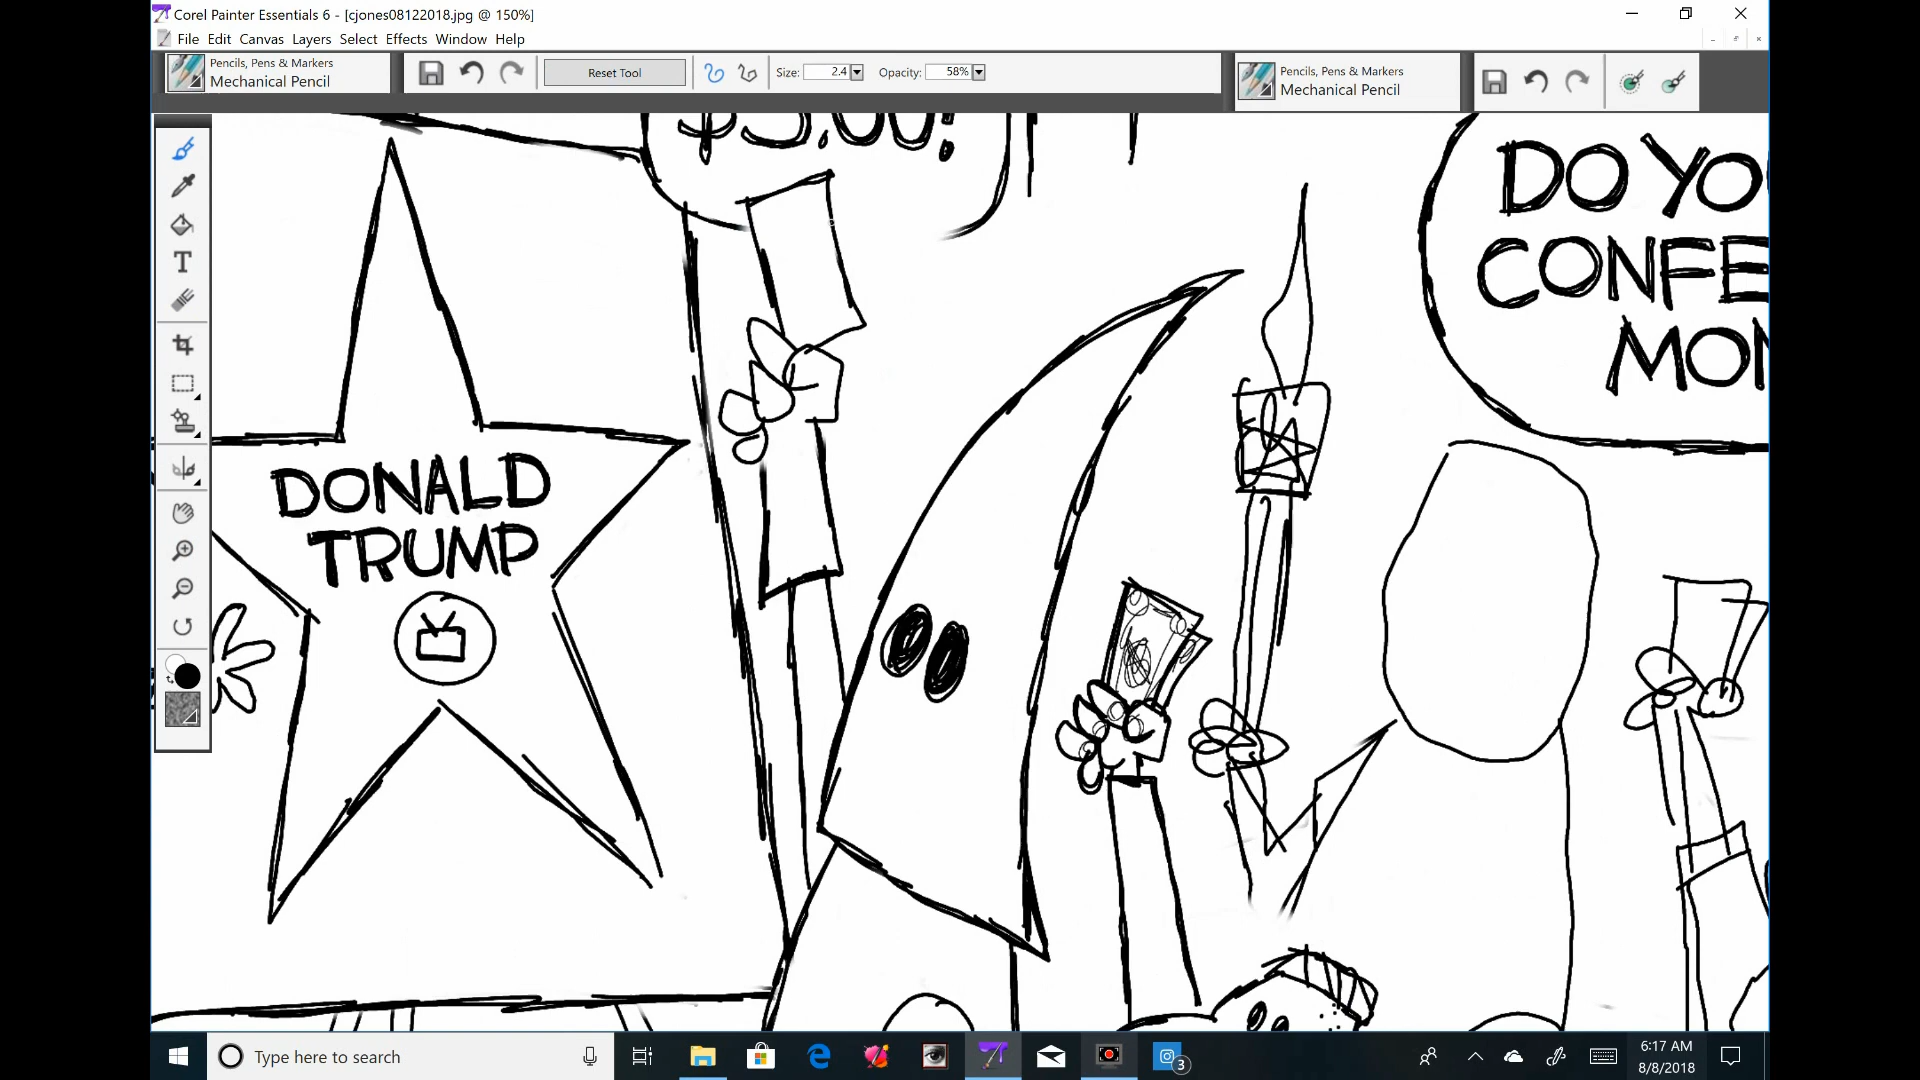 Corel Painter Essentials 6 - [cjones08122018.jpg @ 150%]
File Edit Canvas Layers Select Effects Window Help
Pencils, Pens & Markers
Mechanical Pencil
Reset Tool
Size: 2.4
Opacity: 58%
Pencils, Pens & Markers
Mechanical Pencil
$3.00!
DO YO
CONFE
MON
DONALD
TRUMP
Type here to search
3
6:17 AM
8/8/2018